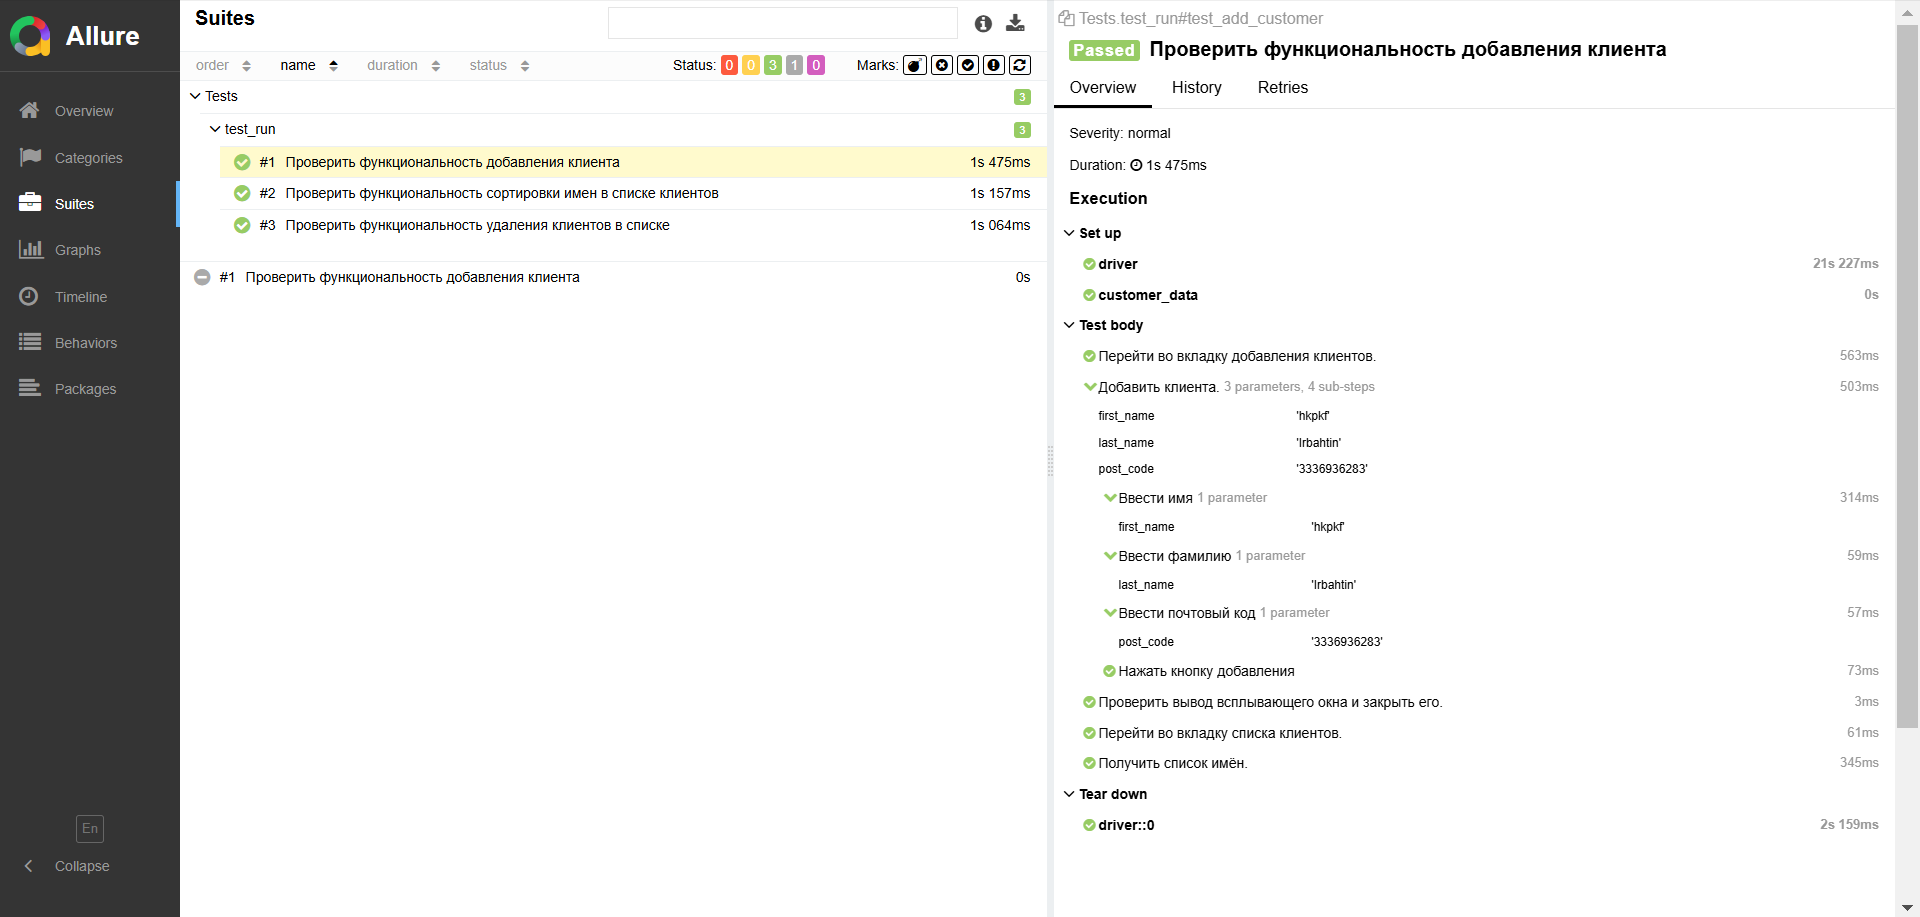 Allure
Overview
Categories
Suites
Graphs
Timeline
Behaviors
Packages
En
Collapse
Suites
order name duration status Status: 0 0 3 1 0 Marks:
Tests 3
test_run 3
#1 Проверить функциональность добавления клиента 1s 475ms
#2 Проверить функциональность сортировки имен в списке клиентов 1s 157ms
#3 Проверить функциональность удаления клиентов в списке 1s 064ms
#1 Проверить функциональность добавления клиента 0s
Tests.test_run#test_add_customer
Passed Проверить функциональность добавления клиента
Overview History Retries
Severity: normal
Duration: 1s 475ms
Execution
Set up
driver 21s 227ms
customer_data 0s
Test body
Перейти во вкладку добавления клиентов. 563ms
Добавить клиента. 3 parameters, 4 sub-steps 503ms
first_name 'hkpkf'
last_name 'lrbahtin'
post_code '3336936283'
Ввести имя 1 parameter 314ms
first_name 'hkpkf'
Ввести фамилию 1 parameter 59ms
last_name 'lrbahtin'
Ввести почтовый код 1 parameter 57ms
post_code '3336936283'
Нажать кнопку добавления 73ms
Проверить вывод всплывающего окна и закрыть его. 3ms
Перейти во вкладку списка клиентов. 61ms
Получить список имён. 345ms
Tear down
driver::0 2s 159ms